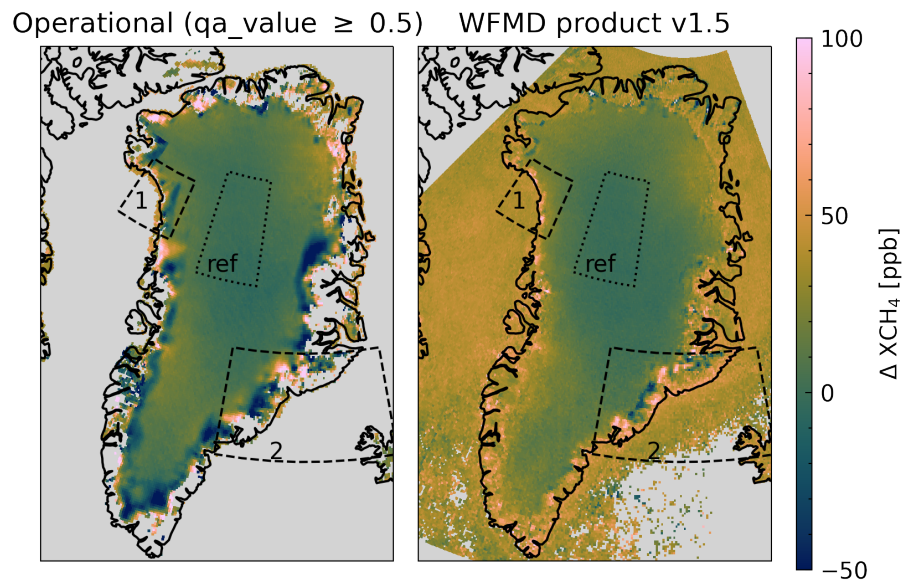 Operational (qa_value ≥ 0.5)
WFMD product v1.5
1
ref
2
1
ref
2
100
50
0
−50
Δ XCH₄ [ppb]